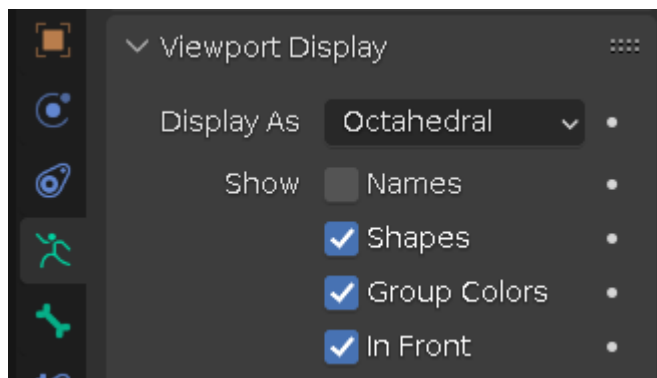 Viewport Display
Display As Octahedral
Show Names
Shapes
Group Colors
In Front